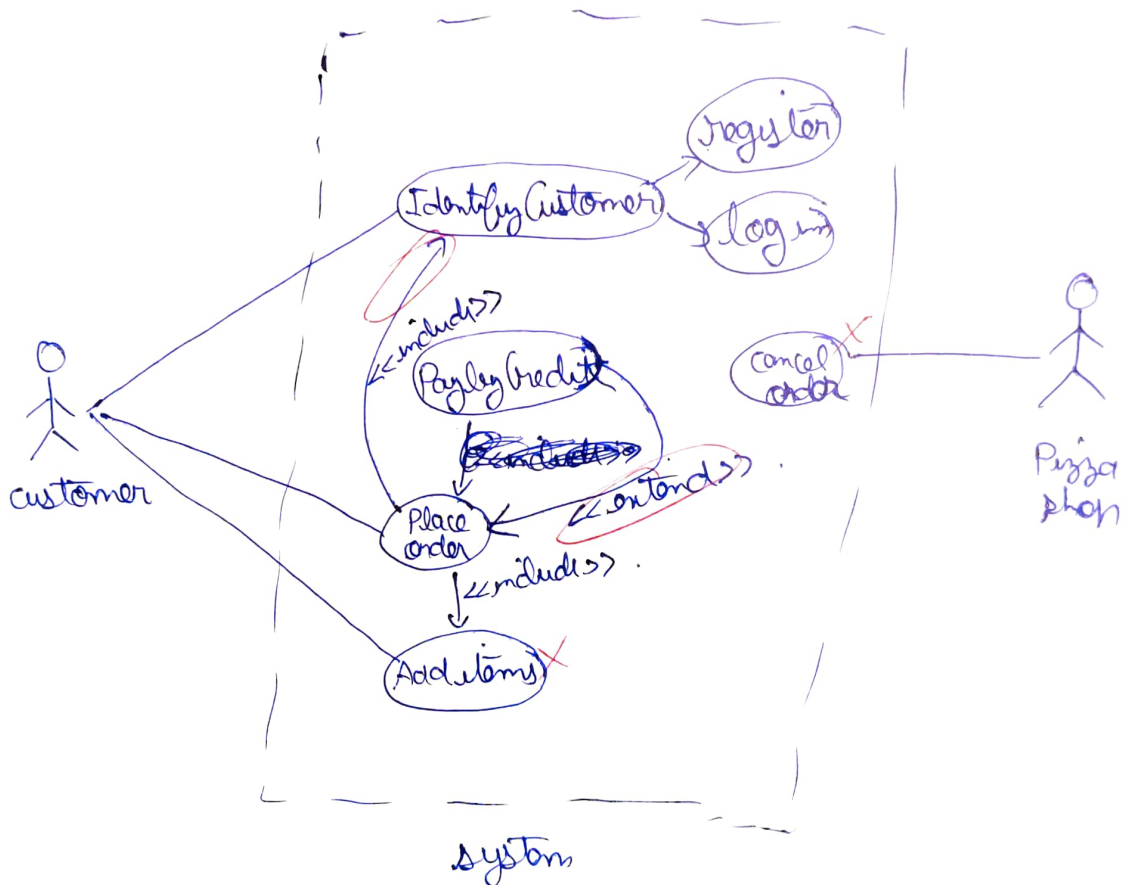 register
Identify Customer
log in
<<include>>
Pay by Credit
cancel
order
<<extend>>
Place
order
<<include>>
Add items
customer
Pizza
shop
system